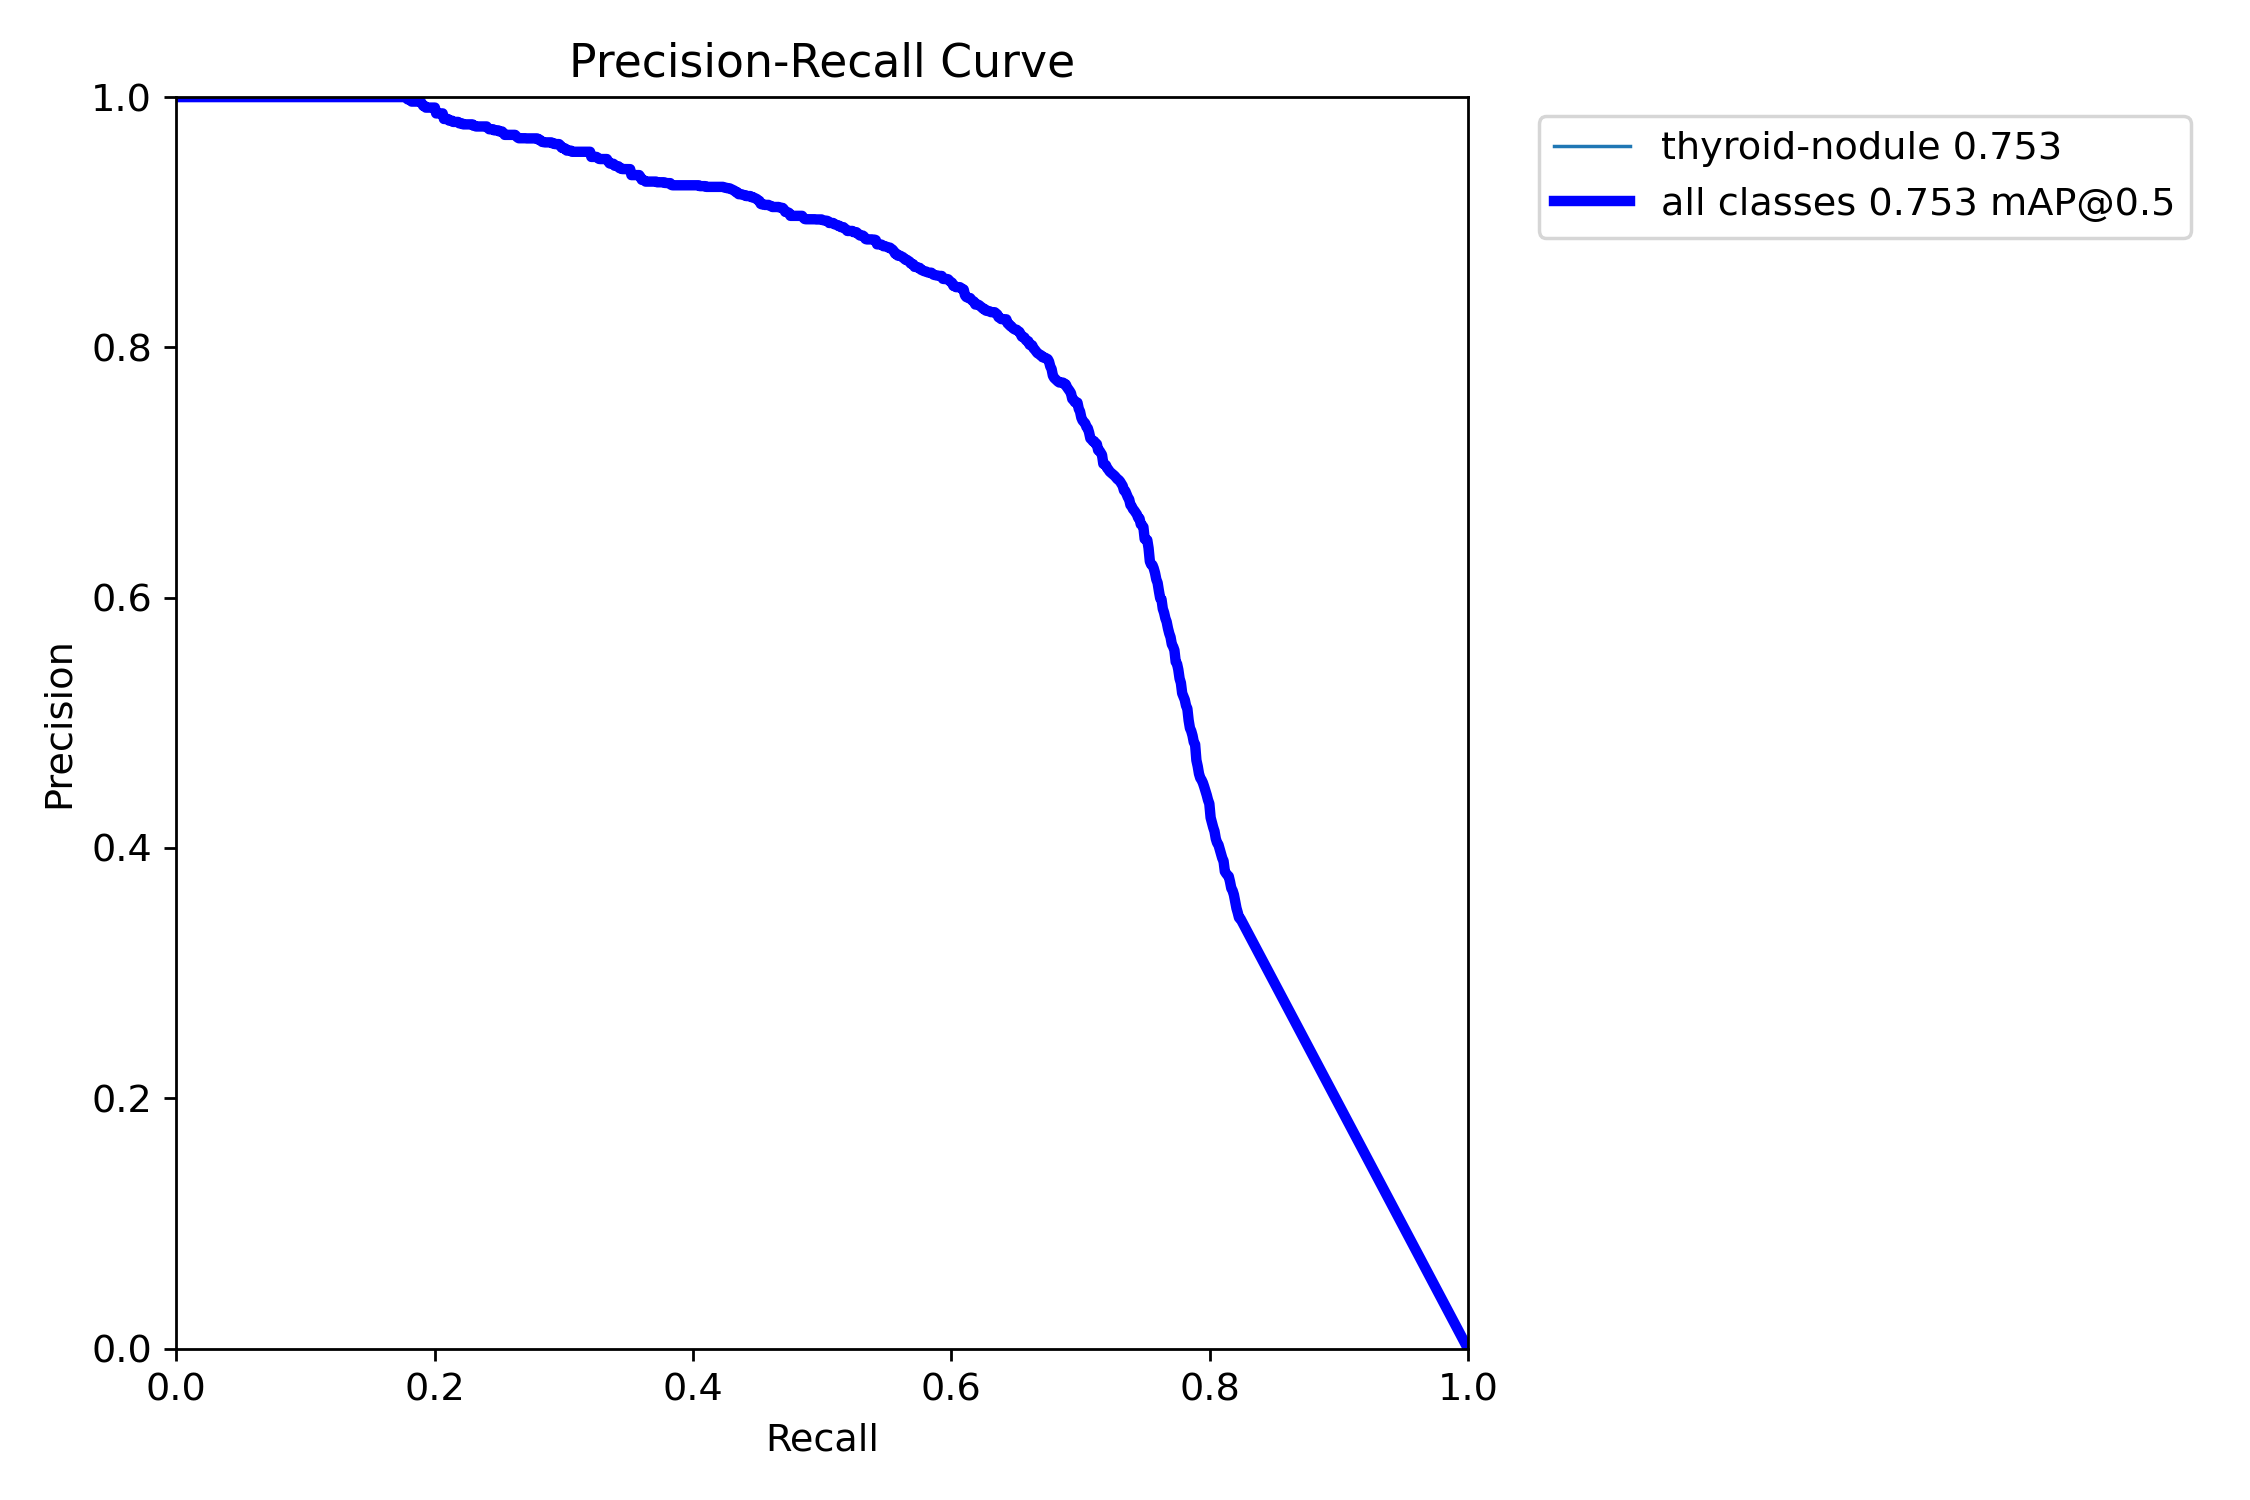 Precision-Recall Curve
1.0
0.8
0.6
0.4
0.2
0.0
Precision
0.0 0.2 0.4 0.6 0.8 1.0
Recall
thyroid-nodule 0.753
all classes 0.753 mAP@0.5